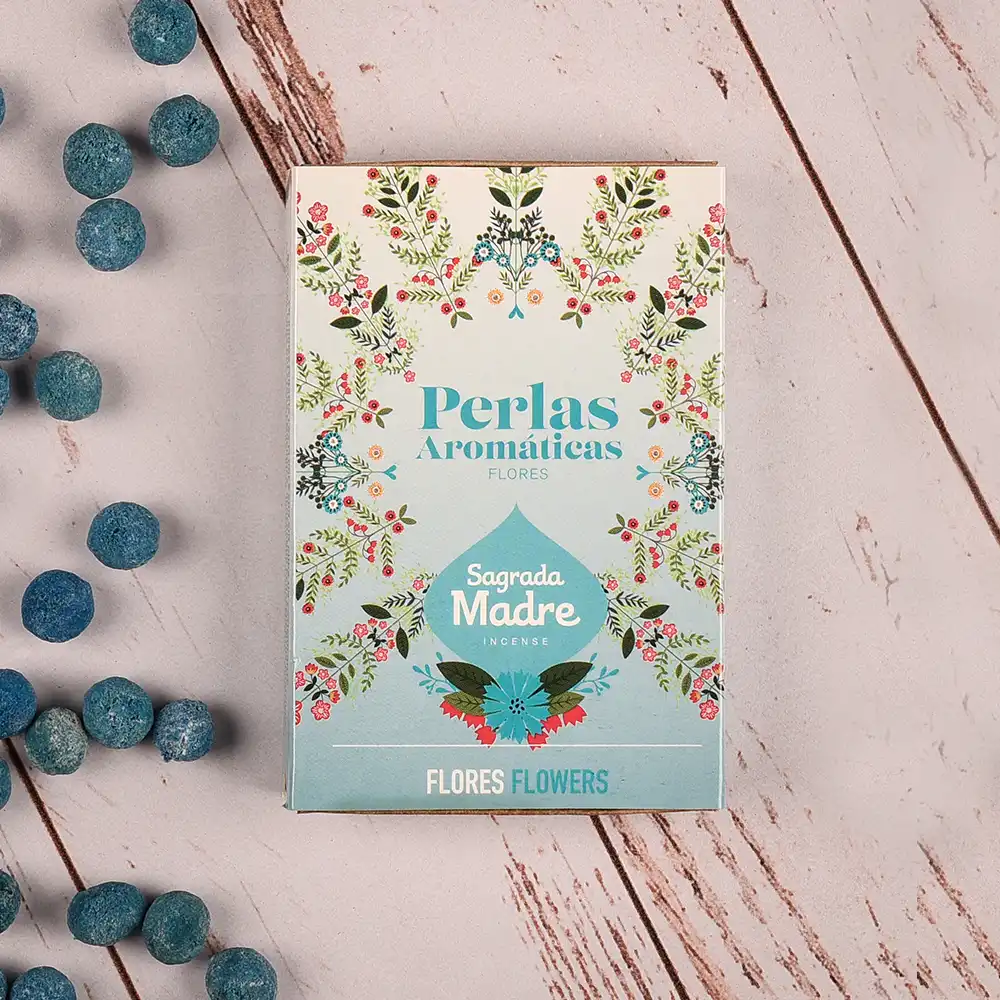 Perlas
Aromáticas
FLORES
Sagrada
Madre
INCENSE
FLORES FLOWERS